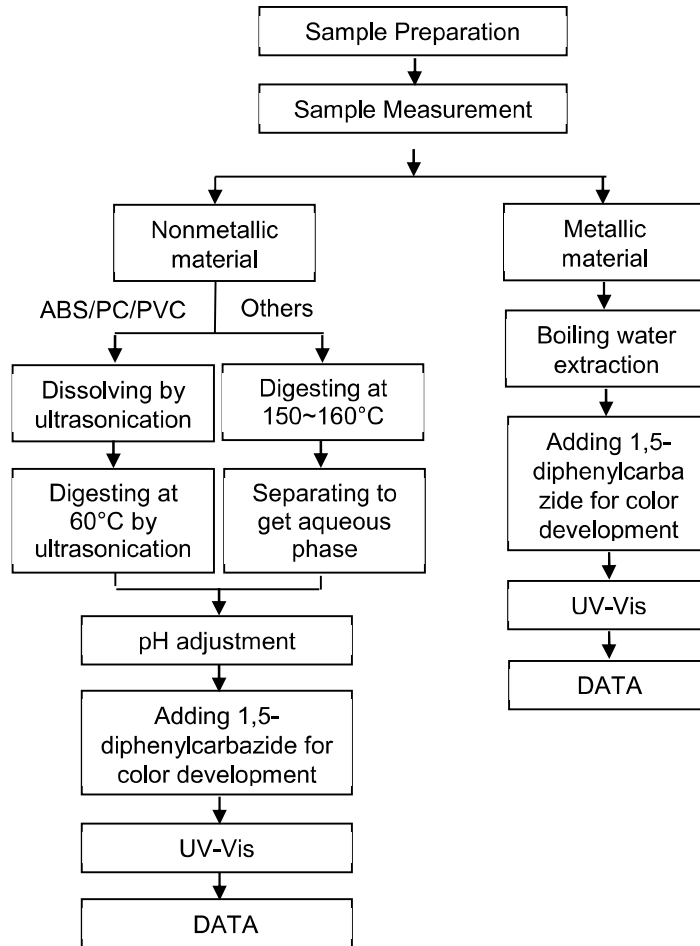 Sample Preparation
Sample Measurement
Nonmetallic
material
ABS/PC/PVC
Others
Dissolving by
ultrasonication
Digesting at
150~160°C
Digesting at
60°C by
ultrasonication
Separating to
get aqueous
phase
pH adjustment
Adding 1,5-
diphenylcarbazide for
color development
UV-Vis
DATA
Metallic
material
Boiling water
extraction
Adding 1,5-
diphenylcarba
zide for color
development
UV-Vis
DATA